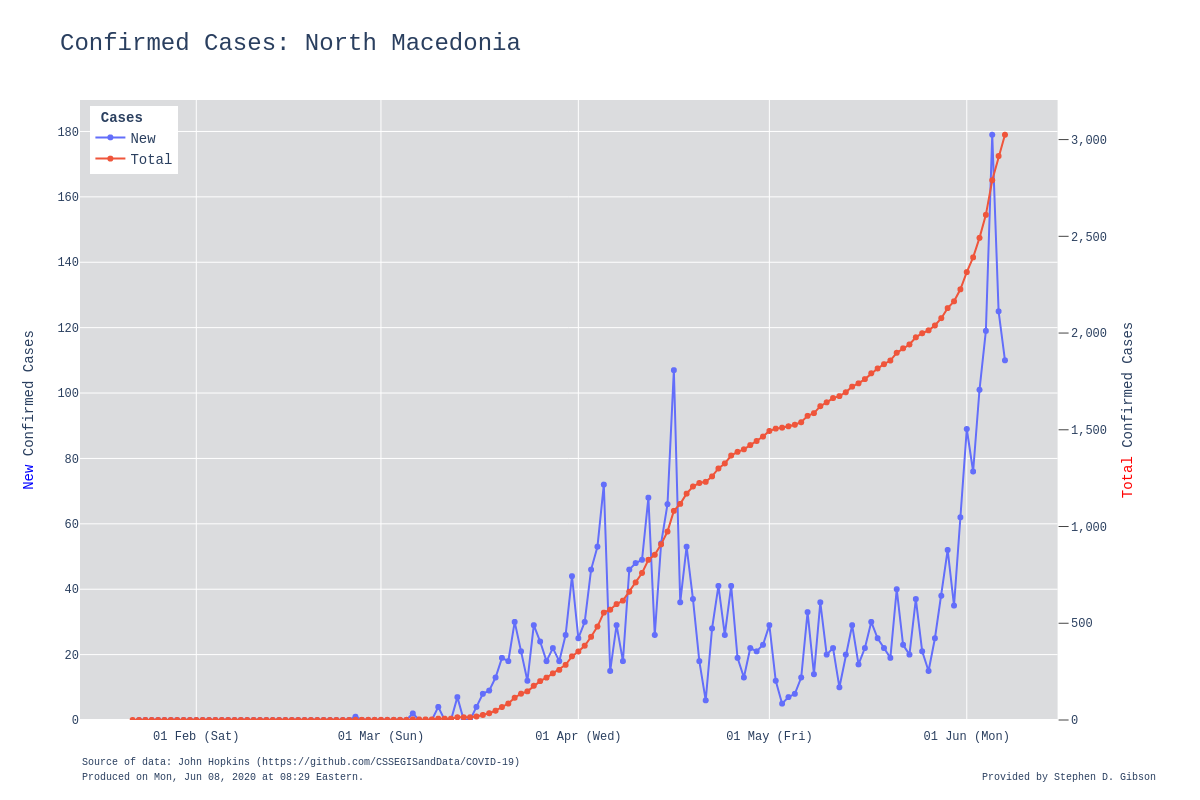 Confirmed Cases: North Macedonia
Cases
New
Total
180
160
140
120
100
80
60
40
20
0
3,000
2,500
2,000
1,500
1,000
500
0
New Confirmed Cases
Total Confirmed Cases
01 Feb (Sat)
01 Mar (Sun)
01 Apr (Wed)
01 May (Fri)
01 Jun (Mon)
Source of data: John Hopkins (https://github.com/CSSEGISandData/COVID-19)
Produced on Mon, Jun 08, 2020 at 08:29 Eastern.
Provided by Stephen D. Gibson